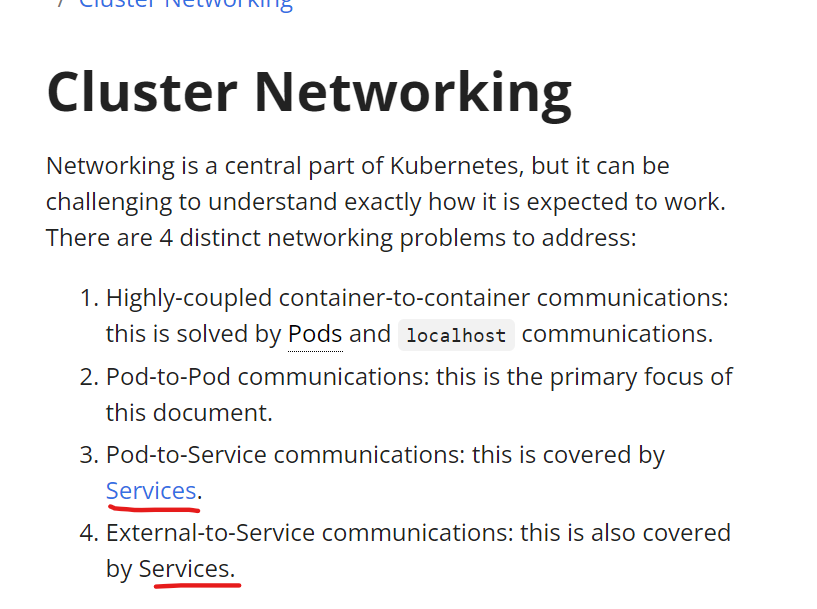 / Cluster Networking
Cluster Networking
Networking is a central part of Kubernetes, but it can be
challenging to understand exactly how it is expected to work.
There are 4 distinct networking problems to address:
1. Highly-coupled container-to-container communications:
this is solved by Pods and localhost communications.
2. Pod-to-Pod communications: this is the primary focus of
this document.
3. Pod-to-Service communications: this is covered by
Services.
4. External-to-Service communications: this is also covered
by Services.